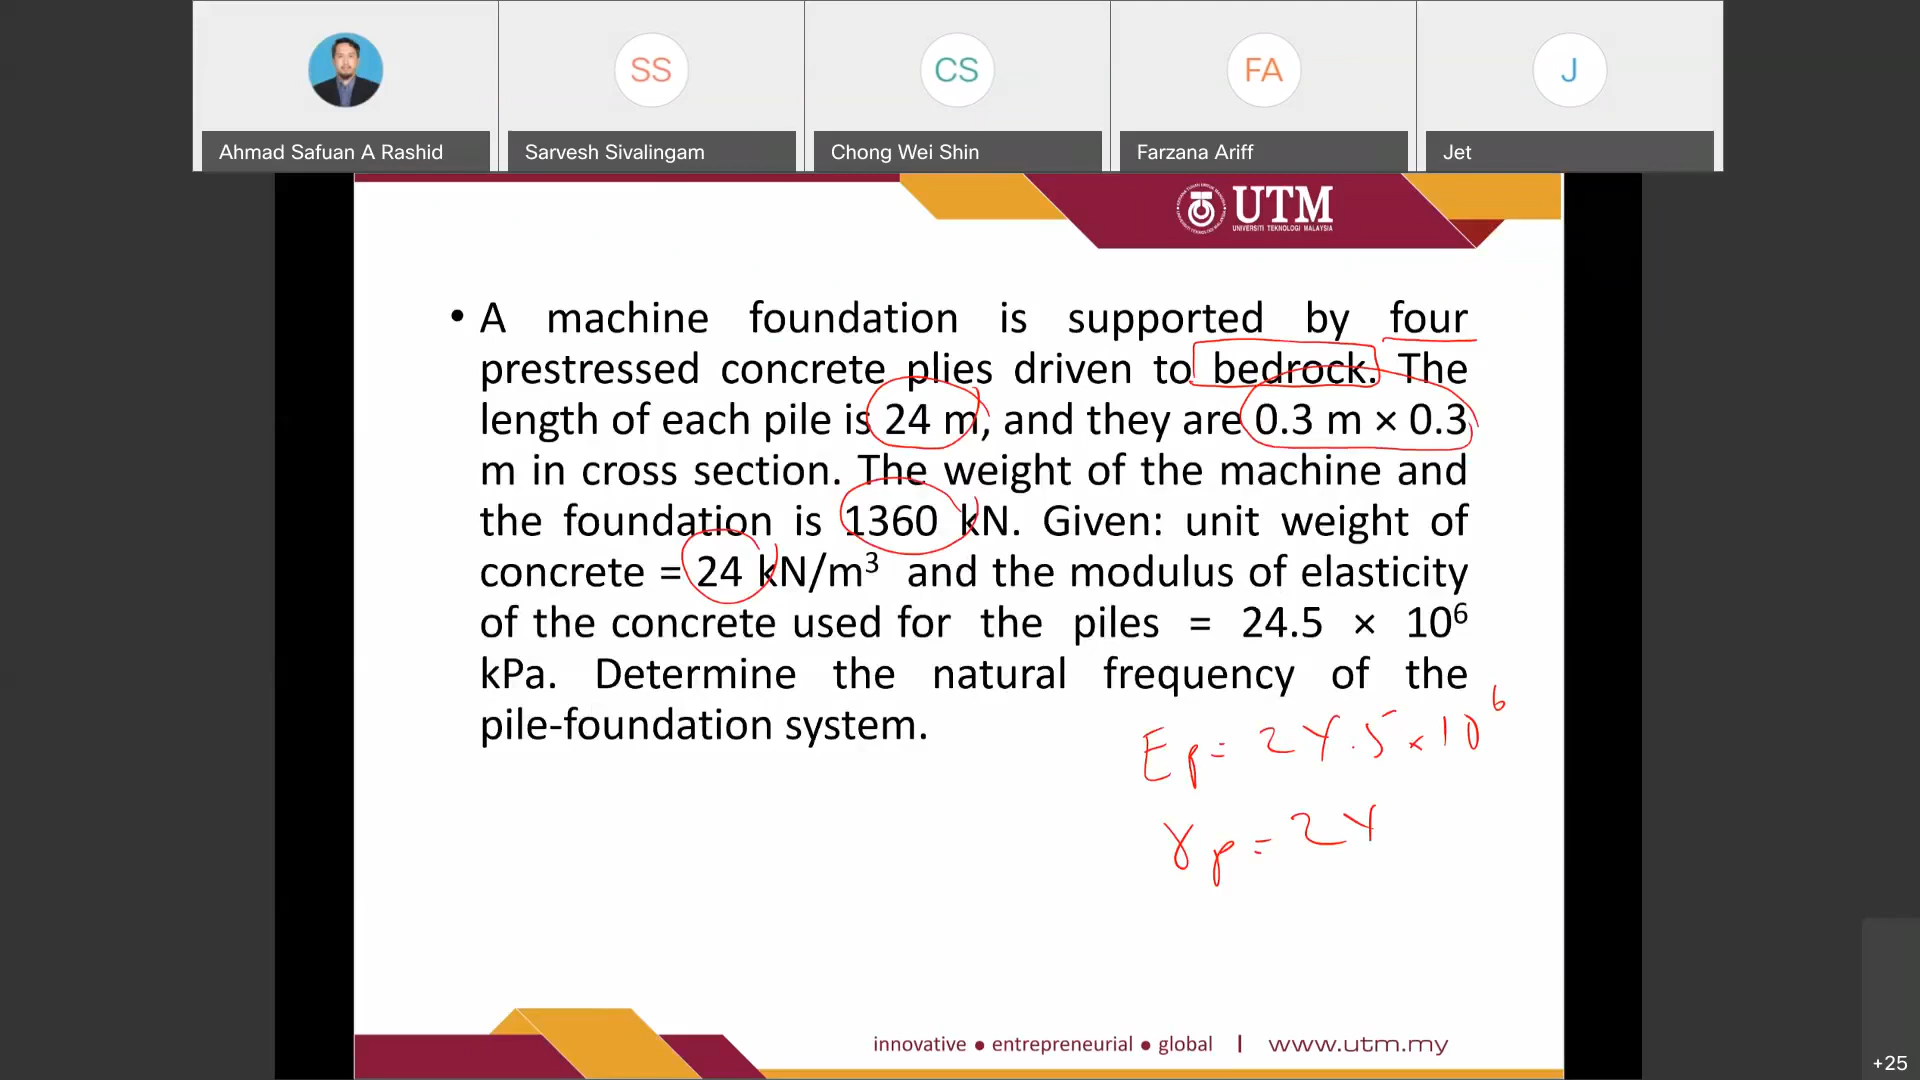 SS
CS
FA
J
Ahmad Safuan A Rashid
Sarvesh Sivalingam
Chong Wei Shin
Farzana Ariff
Jet
UTM
UNIVERSITI TEKNOLOGI MALAYSIA
• A machine foundation is supported by four
prestressed concrete plies driven to bedrock. The
length of each pile is 24 m, and they are 0.3 m × 0.3
m in cross section. The weight of the machine and
the foundation is 1360 kN. Given: unit weight of
concrete = 24 kN/m³ and the modulus of elasticity
of the concrete used for the piles = 24.5 × 10⁶
kPa. Determine the natural frequency of the
pile-foundation system.
Ep = 24.5 × 10⁶
γp = 24
innovative ● entrepreneurial ● global | www.utm.my
+25